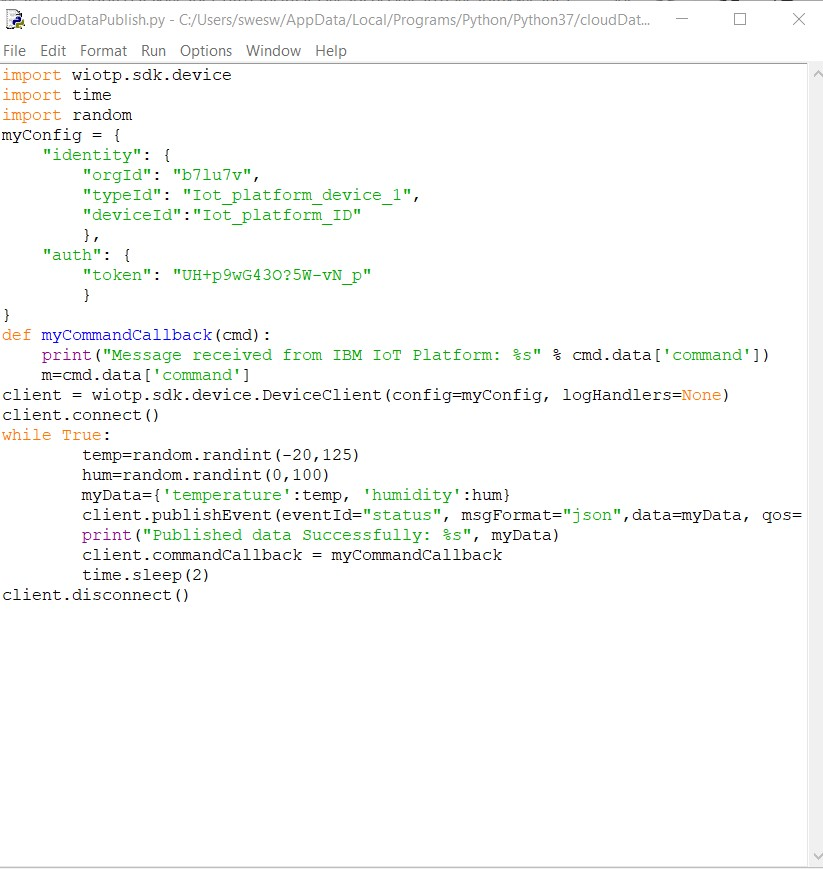 cloudDataPublish.py - C:/Users/swesw/AppData/Local/Programs/Python/Python37/cloudDat...
File Edit Format Run Options Window Help
import wiotp.sdk.device
import time
import random
myConfig = {
    "identity": {
        "orgId": "b7lu7v",
        "typeId": "Iot_platform_device_1",
        "deviceId":"Iot_platform_ID"
        },
    "auth": {
        "token": "UH+p9wG43O?5W-vN_p"
        }
}
def myCommandCallback(cmd):
    print("Message received from IBM IoT Platform: %s" % cmd.data['command'])
    m=cmd.data['command']
client = wiotp.sdk.device.DeviceClient(config=myConfig, logHandlers=None)
client.connect()
while True:
        temp=random.randint(-20,125)
        hum=random.randint(0,100)
        myData={'temperature':temp, 'humidity':hum}
        client.publishEvent(eventId="status", msgFormat="json",data=myData, qos=
        print("Published data Successfully: %s", myData)
        client.commandCallback = myCommandCallback
        time.sleep(2)
client.disconnect()